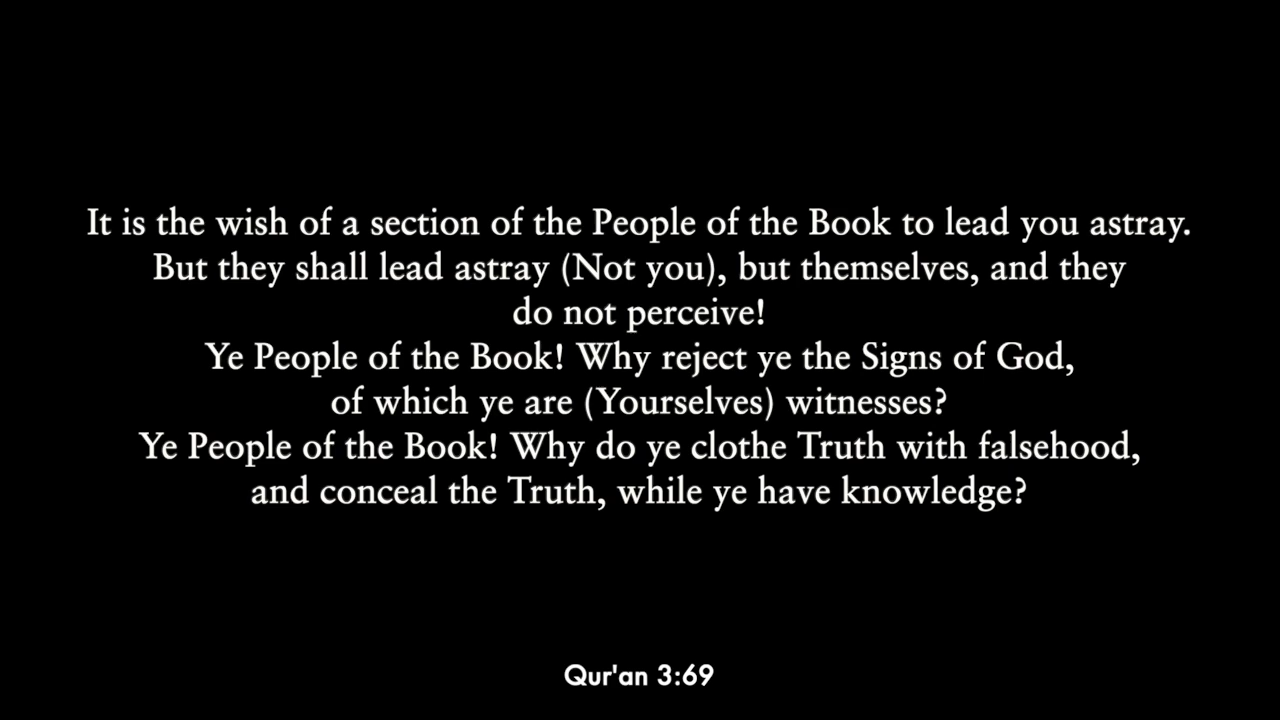 It is the wish of a section of the People of the Book to lead you astray.
But they shall lead astray (Not you), but themselves, and they
do not perceive!
Ye People of the Book! Why reject ye the Signs of God,
of which ye are (Yourselves) witnesses?
Ye People of the Book! Why do ye clothe Truth with falsehood,
and conceal the Truth, while ye have knowledge?
Qur'an 3:69